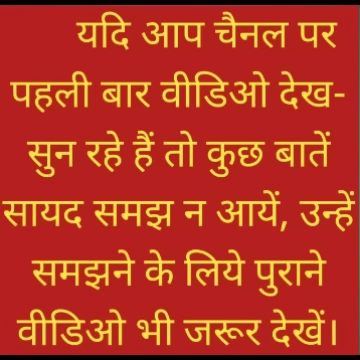 यदि आप चैनल पर
पहली बार वीडिओ देख-
सुन रहे हैं तो कुछ बातें
सायद समझ न आयें, उन्हें
समझने के लिये पुराने
वीडिओ भी जरूर देखें।